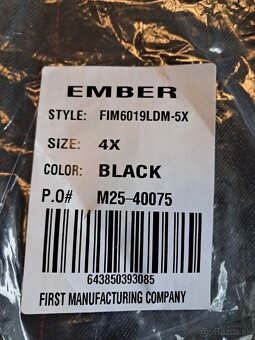 EMBER
STYLE: FIM6019LDM-5X
SIZE: 4X
COLOR: BLACK
P.O# M25-40075
643850393085
FIRST MANUFACTURING COMPANY